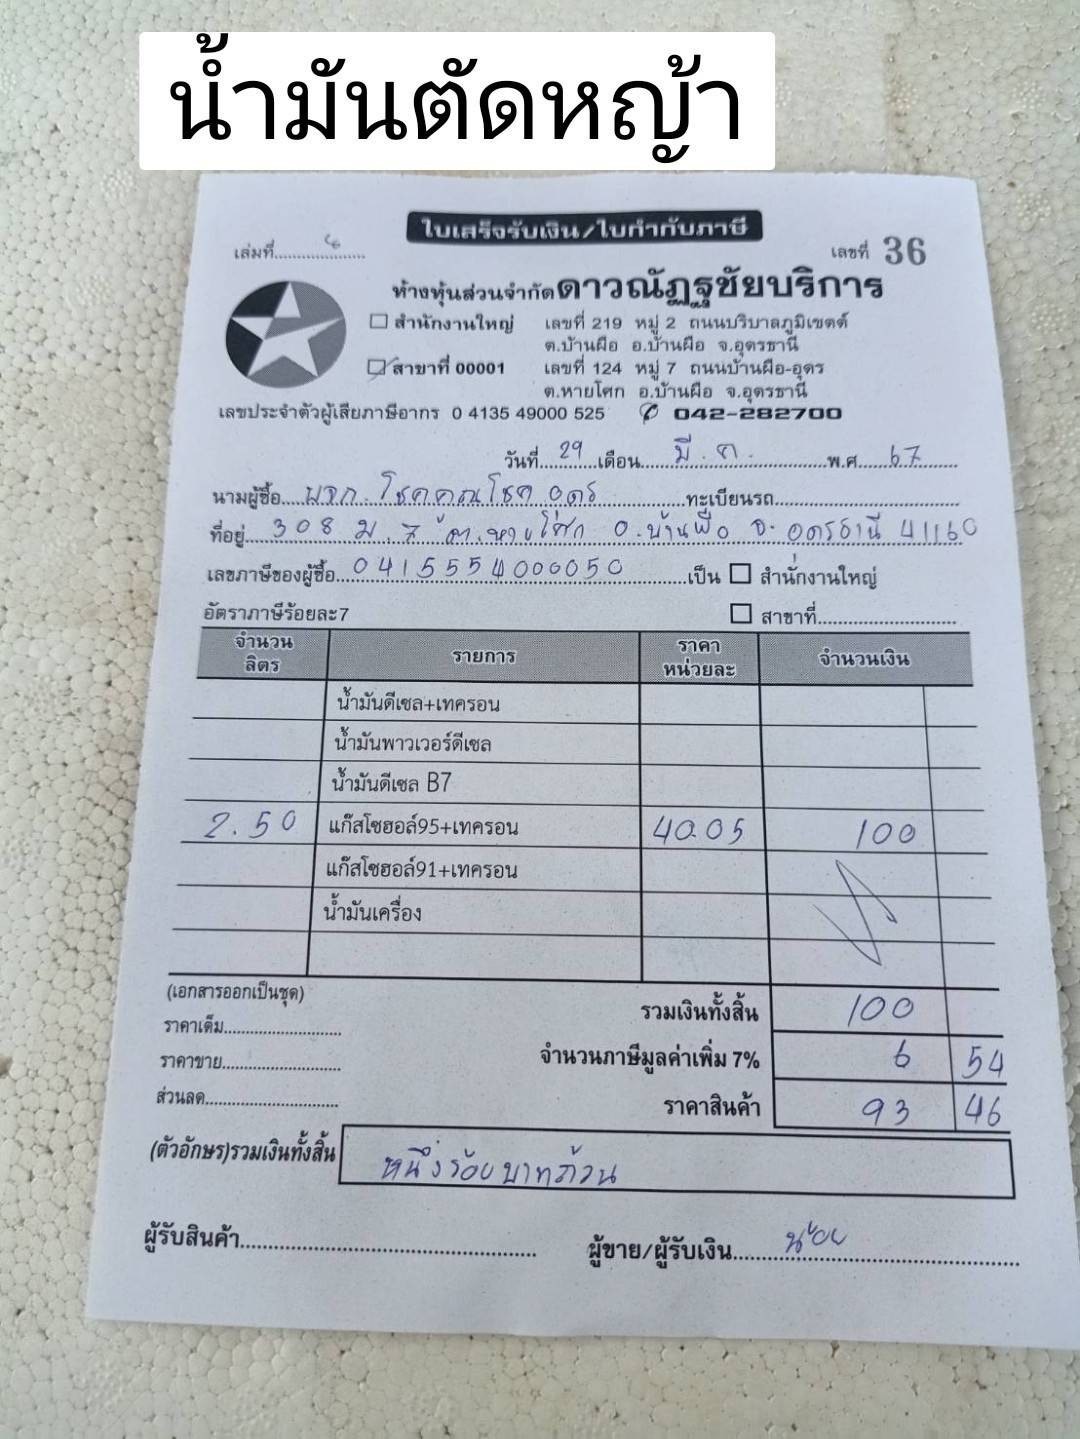 น้ำมันตัดหญ้า
ใบเสร็จรับเงิน/ใบกำกับภาษี
เล่มที่............ เลขที่ 36
ห้างหุ้นส่วนจำกัดดาวณัฏฐชัยบริการ
สำนักงานใหญ่ เลขที่ 219 หมู่ 2 ถนนบริบาลภูมิเขตต์
ต.บ้านผือ อ.บ้านผือ จ.อุดรธานี
สาขาที่ 00001 เลขที่ 124 หมู่ 7 ถนนบ้านผือ-อุดร
ต.หายโศก อ.บ้านผือ จ.อุดรธานี
เลขประจำตัวผู้เสียภาษีอากร 0 4135 49000 525 042-282700
วันที่ 29 เดือน มี.ค. พ.ศ. 67
นามผู้ซื้อ หจก. โชคคณโชค อุดร ทะเบียนรถ
ที่อยู่ 308 ม.7 ต.หายโศก อ.บ้านผือ จ.อุดรธานี 41160
เลขภาษีของผู้ซื้อ 0415554000050 เป็น สำนักงานใหญ่
อัตราภาษีร้อยละ7 สาขาที่
จำนวนลิตร รายการ ราคาหน่วยละ จำนวนเงิน
น้ำมันดีเซล+เทครอน
น้ำมันพาวเวอร์ดีเซล
น้ำมันดีเซล B7
2.50 แก๊สโซฮอล์95+เทครอน 40.05 100
แก๊สโซฮอล์91+เทครอน
น้ำมันเครื่อง
(เอกสารออกเป็นชุด)
รวมเงินทั้งสิ้น 100
ราคาเต็ม
จำนวนภาษีมูลค่าเพิ่ม 7% 6 54
ราคาขาย
ราคาสินค้า 93 46
ส่วนลด
(ตัวอักษร)รวมเงินทั้งสิ้น หนึ่งร้อยบาทถ้วน
ผู้รับสินค้า ผู้ขาย/ผู้รับเงิน น้อย